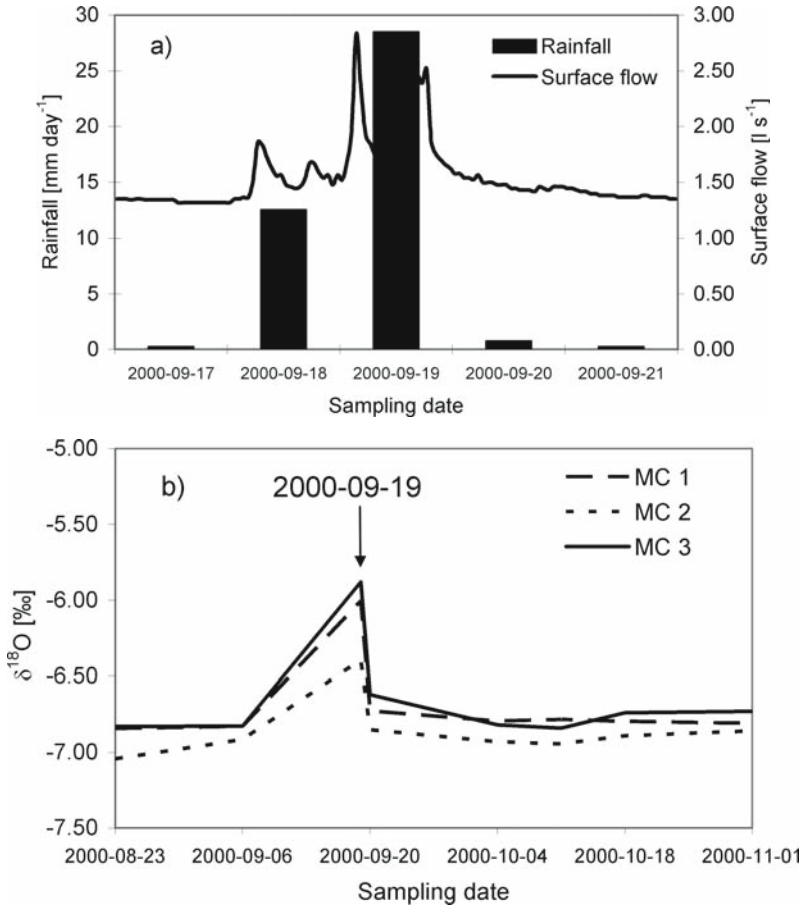 a)
Rainfall
Surface flow
Rainfall [mm day⁻¹]
30
25
20
15
10
5
0
Surface flow [l s⁻¹]
3.00
2.50
2.00
1.50
1.00
0.50
0.00
2000-09-17 2000-09-18 2000-09-19 2000-09-20 2000-09-21
Sampling date
b)
2000-09-19
MC 1
MC 2
MC 3
δ¹⁸O [‰]
-5.00
-5.50
-6.00
-6.50
-7.00
-7.50
2000-08-23 2000-09-06 2000-09-20 2000-10-04 2000-10-18 2000-11-01
Sampling date